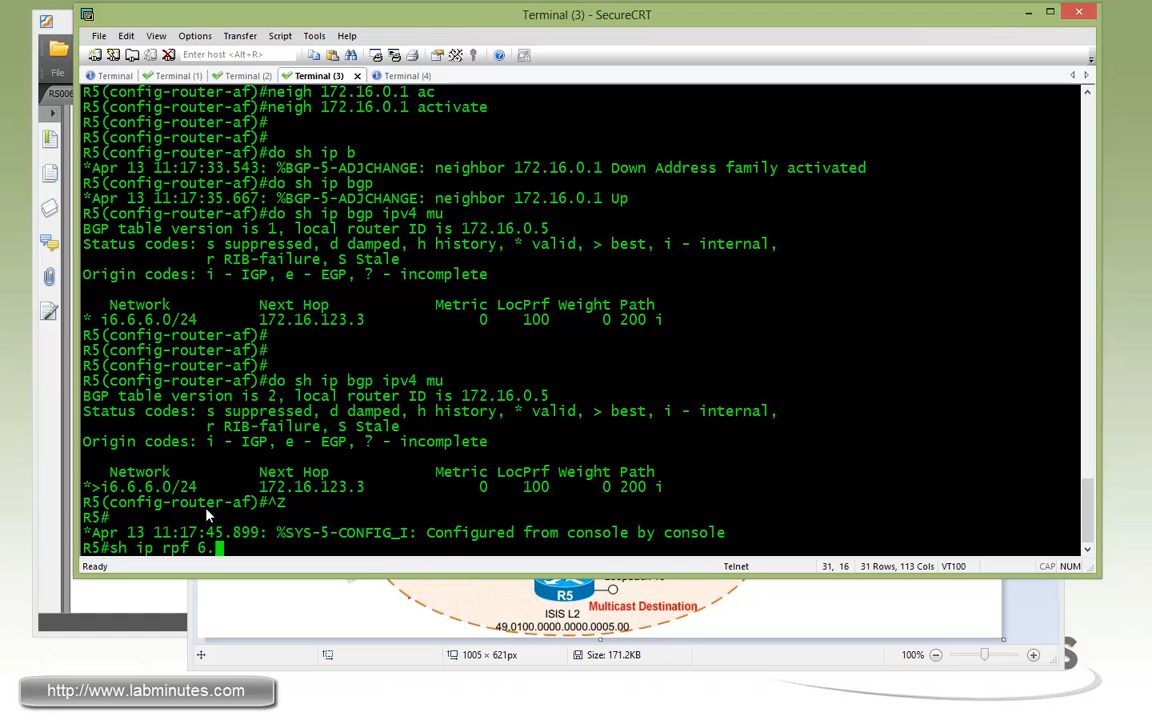 Terminal (3) - SecureCRT
File Edit View Options Transfer Script Tools Help
Enter host <Alt+R>
File
Terminal Terminal (1) Terminal (2) Terminal (3) Terminal (4)
RS006
R5(config-router-af)#neigh 172.16.0.1 ac
R5(config-router-af)#neigh 172.16.0.1 activate
R5(config-router-af)#
R5(config-router-af)#
R5(config-router-af)#do sh ip b
*Apr 13 11:17:33.543: %BGP-5-ADJCHANGE: neighbor 172.16.0.1 Down Address family activated
R5(config-router-af)#do sh ip bgp
*Apr 13 11:17:35.667: %BGP-5-ADJCHANGE: neighbor 172.16.0.1 Up
R5(config-router-af)#do sh ip bgp ipv4 mu
BGP table version is 1, local router ID is 172.16.0.5
Status codes: s suppressed, d damped, h history, * valid, > best, i - internal,
r RIB-failure, S Stale
Origin codes: i - IGP, e - EGP, ? - incomplete
Network Next Hop Metric LocPrf Weight Path
* i6.6.6.0/24 172.16.123.3 0 100 0 200 i
R5(config-router-af)#
R5(config-router-af)#
R5(config-router-af)#
R5(config-router-af)#do sh ip bgp ipv4 mu
BGP table version is 2, local router ID is 172.16.0.5
Status codes: s suppressed, d damped, h history, * valid, > best, i - internal,
r RIB-failure, S Stale
Origin codes: i - IGP, e - EGP, ? - incomplete
Network Next Hop Metric LocPrf Weight Path
*>i6.6.6.0/24 172.16.123.3 0 100 0 200 i
R5(config-router-af)#^Z
R5#
*Apr 13 11:17:45.899: %SYS-5-CONFIG_I: Configured from console by console
R5#sh ip rpf 6.
Ready Telnet 31, 16 31 Rows, 113 Cols VT100 CAP NUM
R5
Multicast Destination
ISIS L2
49.0100.0000.0000.0005.00
1005 × 621px Size: 171.2KB 100%
http://www.labminutes.com